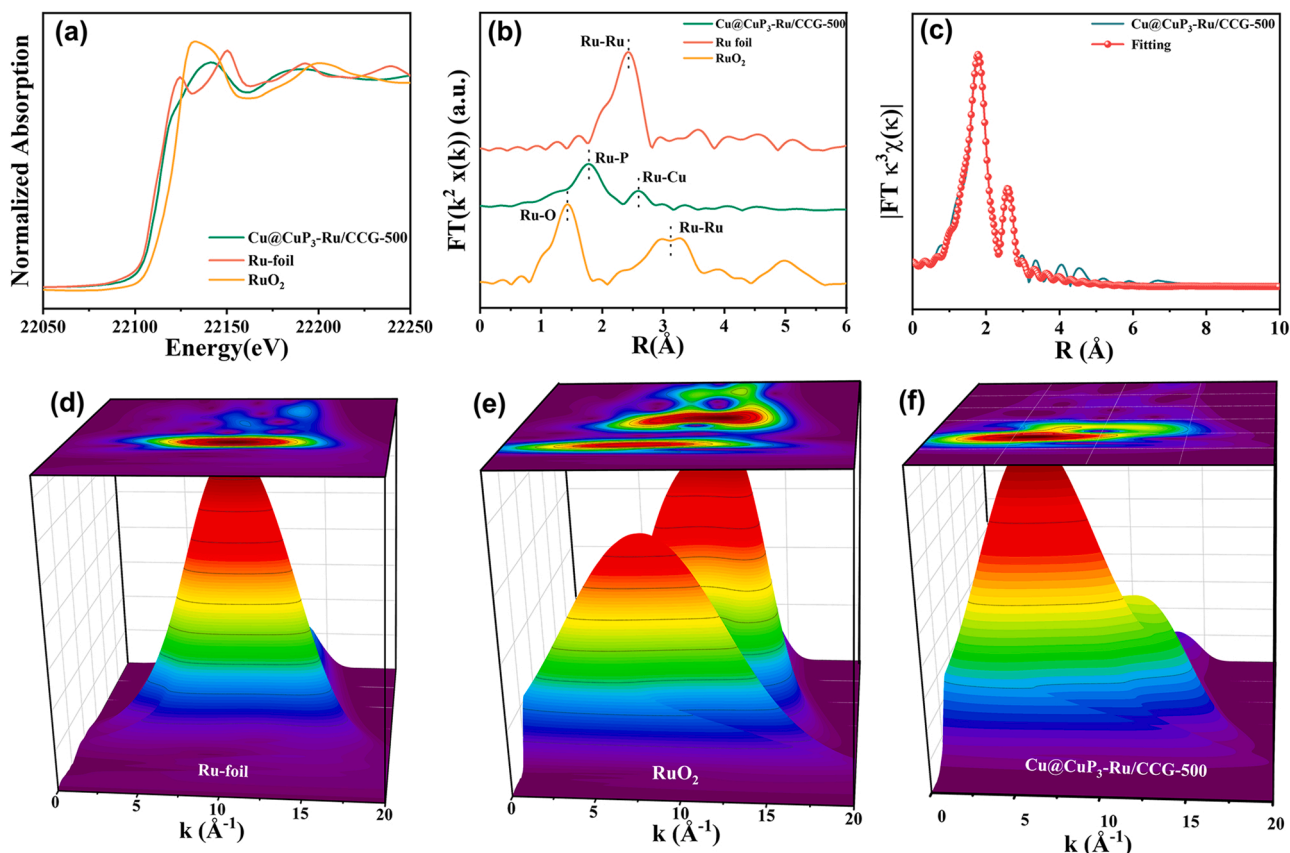 (a)
Normalized Absorption
Cu@CuP₃-Ru/CCG-500
Ru-foil
RuO₂
22050 22100 22150 22200 22250
Energy(eV)
(b)
FT(k² x(k)) (a.u.)
Cu@CuP₃-Ru/CCG-500
Ru foil
RuO₂
Ru-Ru
Ru-P
Ru-Cu
Ru-O
Ru-Ru
0 1 2 3 4 5 6
R(Å)
(c)
|FT κ³χ(κ)|
Cu@CuP₃-Ru/CCG-500
Fitting
0 2 4 6 8 10
R (Å)
(d)
Ru-foil
0 5 10 15 20
k (Å⁻¹)
(e)
RuO₂
0 5 10 15 20
k (Å⁻¹)
(f)
Cu@CuP₃-Ru/CCG-500
0 5 10 15 20
k (Å⁻¹)